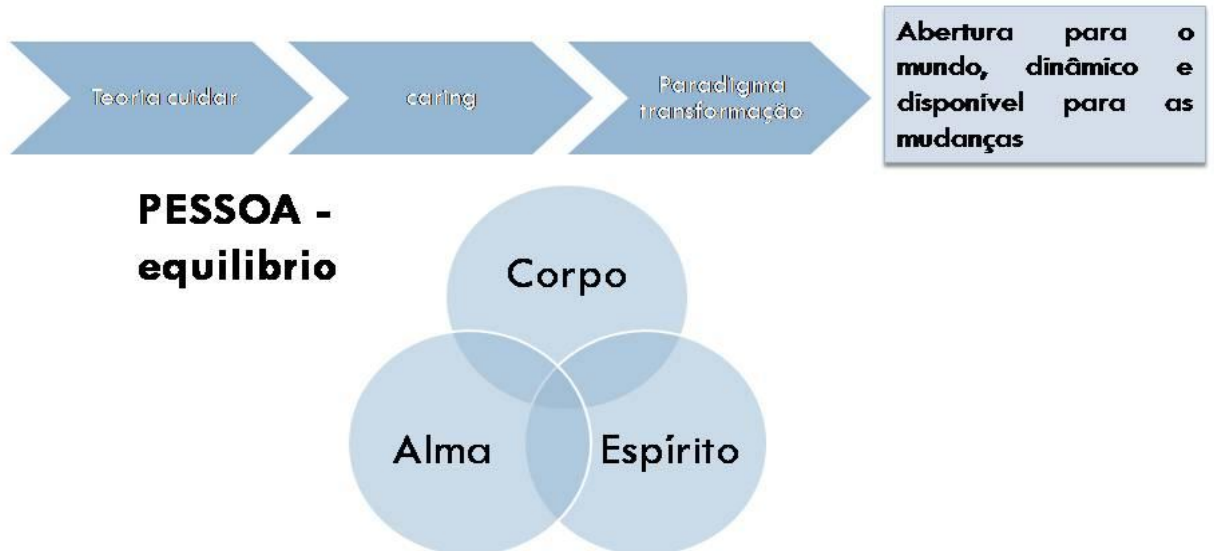 Teoria cuidar
caring
Paradigma
transformação
Abertura para o
mundo, dinâmico e
disponível para as
mudanças
PESSOA -
equilibrio
Corpo
Alma
Espírito